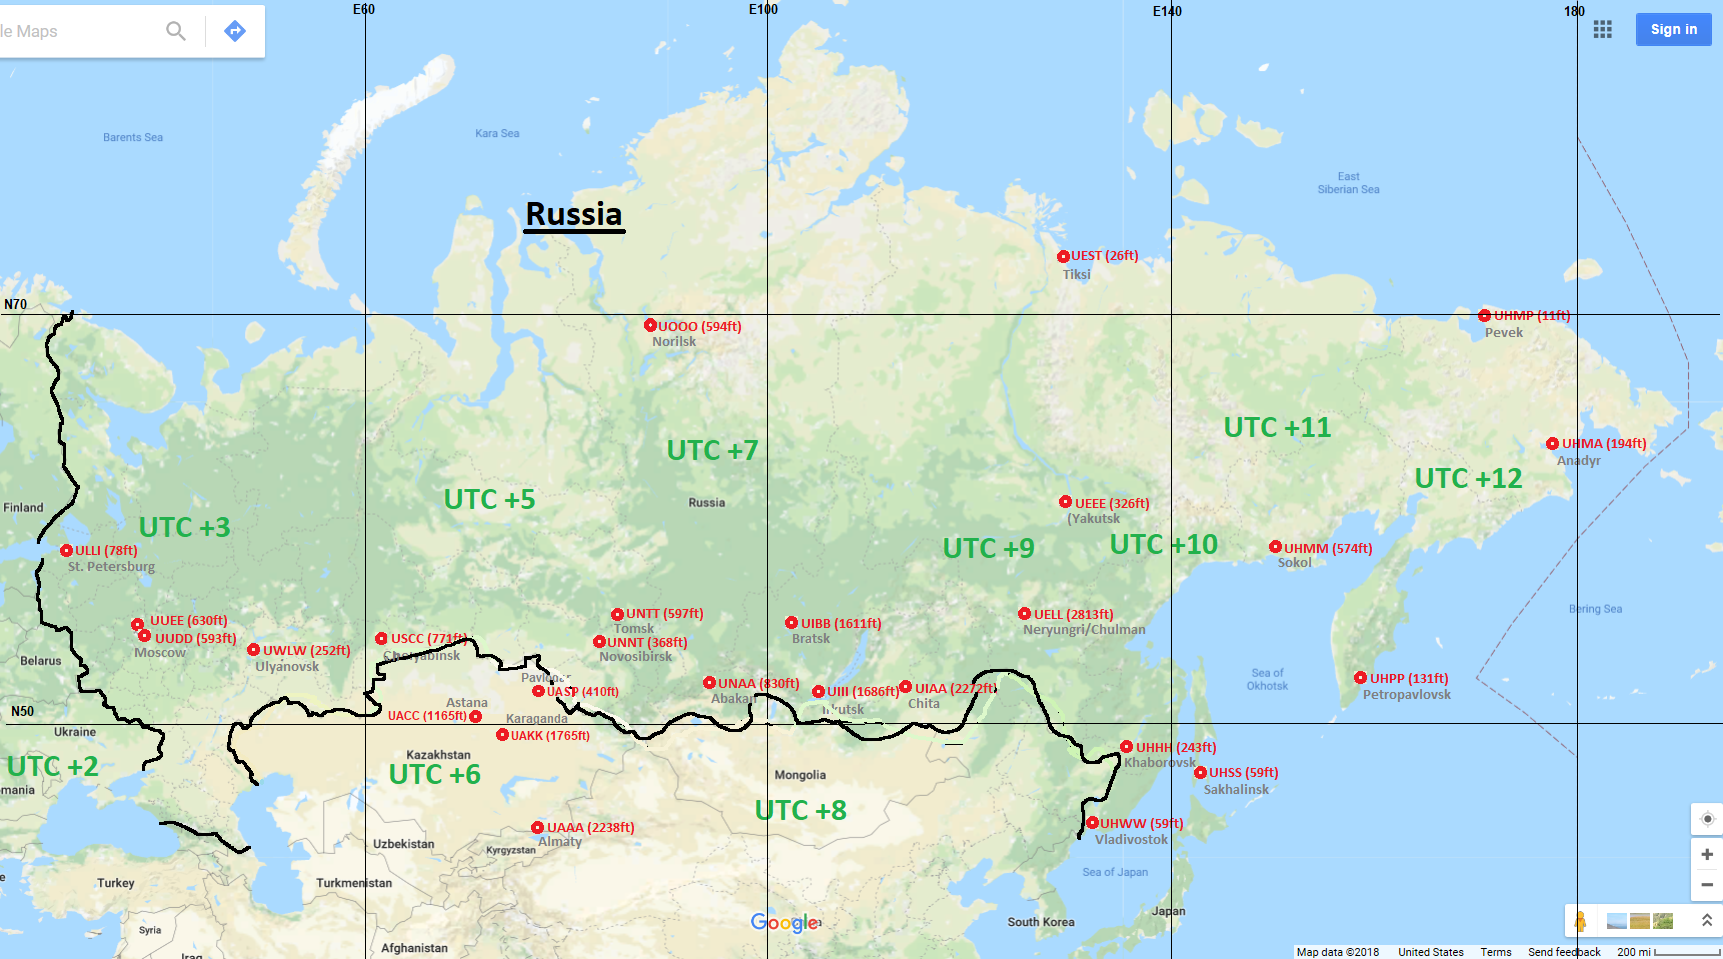 E60
E100
E140
180
le Maps
Sign in
Barents Sea
Kara Sea
East
Siberian Sea
Russia
UEST (26ft)
Tiksi
N70
UOOO (594ft)
Norilsk
UHMP (11ft)
Pevek
UTC +11
UTC +7
UHMA (194ft)
Anadyr
UTC +12
UTC +5
Russia
Finland
UEEE (326ft)
(Yakutsk
UTC +3
UTC +9
UTC +10
ULLI (78ft)
St. Petersburg
UHMM (574ft)
Sokol
Bering Sea
UUEE (630ft)
UUDD (593ft)
Moscow
UNTT (597ft)
Tomsk
UIBB (1611ft)
Bratsk
UELL (2813ft)
Neryungri/Chulman
USCC (771ft)
UWLW (252ft)
Ulyanovsk
UNNT (368ft)
Novosibirsk
Belarus
Sea of
Okhotsk
UHPP (131ft)
Petropavlovsk
UNAA (830ft)
Abakan
UIII (1686ft)
UIAA (2272ft)
Chita
UASP (410ft)
Astana
UACC (1165ft)
N50
Karaganda
UAKK (1765ft)
Ukraine
UTC +2
mania
Kazakhstan
UTC +6
Mongolia
UTC +8
UHHH (243ft)
Khaborovsk
UHSS (59ft)
Sakhalinsk
UHWW (59ft)
Vladivostok
UAAA (2238ft)
Almaty
Uzbekistan
Kyrgyzstan
Turkey
Turkmenistan
Sea of Japan
South Korea
Japan
Google
Syria
Iraq
Afghanistan
Map data ©2018 United States Terms Send feedback 200 mi